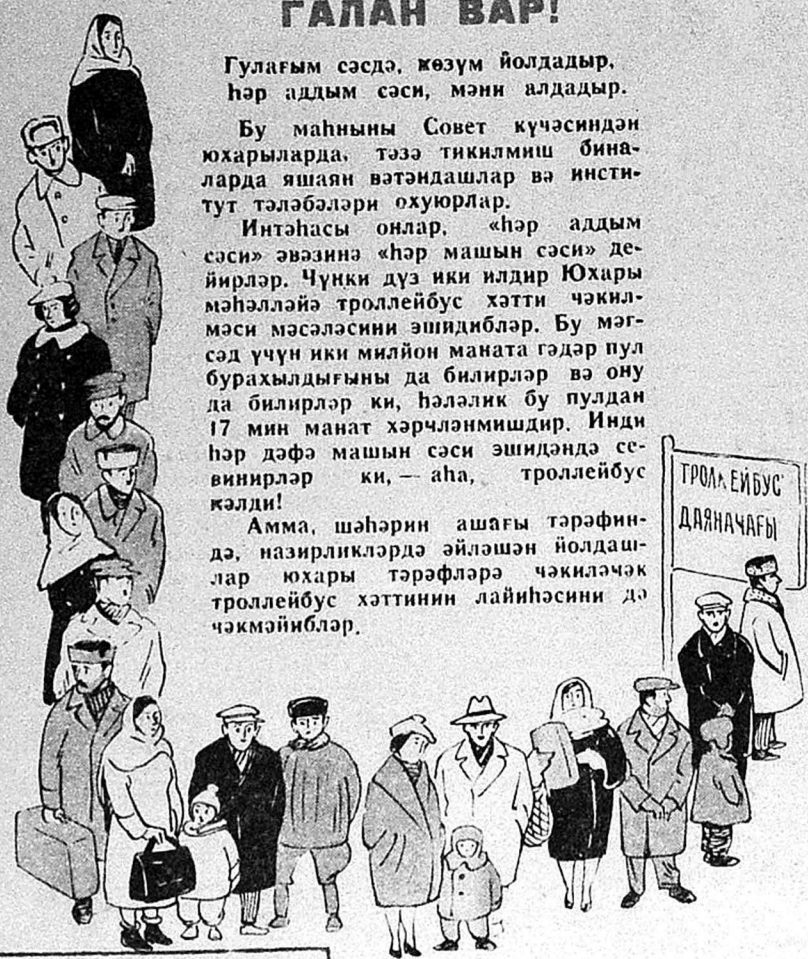 ГАЛАН ВАР!
Гулағым сәсдә, көзүм йолдадыр,
һәр аддым сәси, мәни алдадыр.
Бу маһныны Совет күчәсиндән
юхарыларда, тәзә тикилмиш бина-
ларда яшаян вәтәндашлар вә инсти-
тут тәләбәләри охуюрлар.
Интәһасы онлар, «һәр аддым
сәси» әвәзинә «һәр машын сәси» де-
йирләр. Чүнки дүз ики илдир Юхары
мәһәлләйә троллейбус хәтти чәкил-
мәси мәсәләсини эшидибләр. Бу мәг-
сәд үчүн ики милйон маната гәдәр пул
бурахылдығыны да билирләр вә ону
да билирләр ки, һәләлик бу пулдан
17 мин манат хәрчләнмишдир. Инди
һәр дәфә машын сәси эшидәндә се-
винирләр ки, — аһа, троллейбус
кәлди!
Амма, шәһәрин ашағы тәрәфин-
дә, назирликләрдә әйләшән йолдаш-
лар юхары тәрәфләрә чәкиләчәк
троллейбус хәттинин лайиһәсини дә
чәкмәйибләр.
ТРОЛЛЕЙБУС
ДАЯНАЧАҒЫ